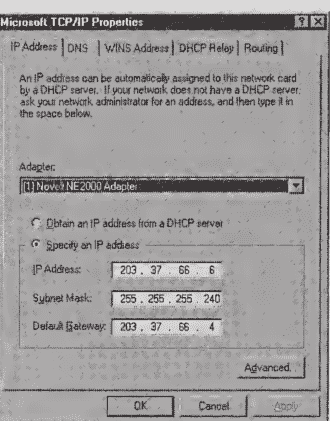 Microsoft TCP/IP Properties
IP Address DNS WINS Address DHCP Relay Routing
An IP address can be automatically assigned to this network card
by a DHCP server. If your network does not have a DHCP server,
ask your network administrator for an address, and then type it in
the space below.
Adapter:
[1] Novell NE2000 Adapter
Obtain an IP address from a DHCP server
Specify an IP address
IP Address: 203 . 37 . 66 . 6
Subnet Mask: 255 . 255 . 255 . 240
Default Gateway: 203 . 37 . 66 . 4
Advanced...
OK Cancel Apply